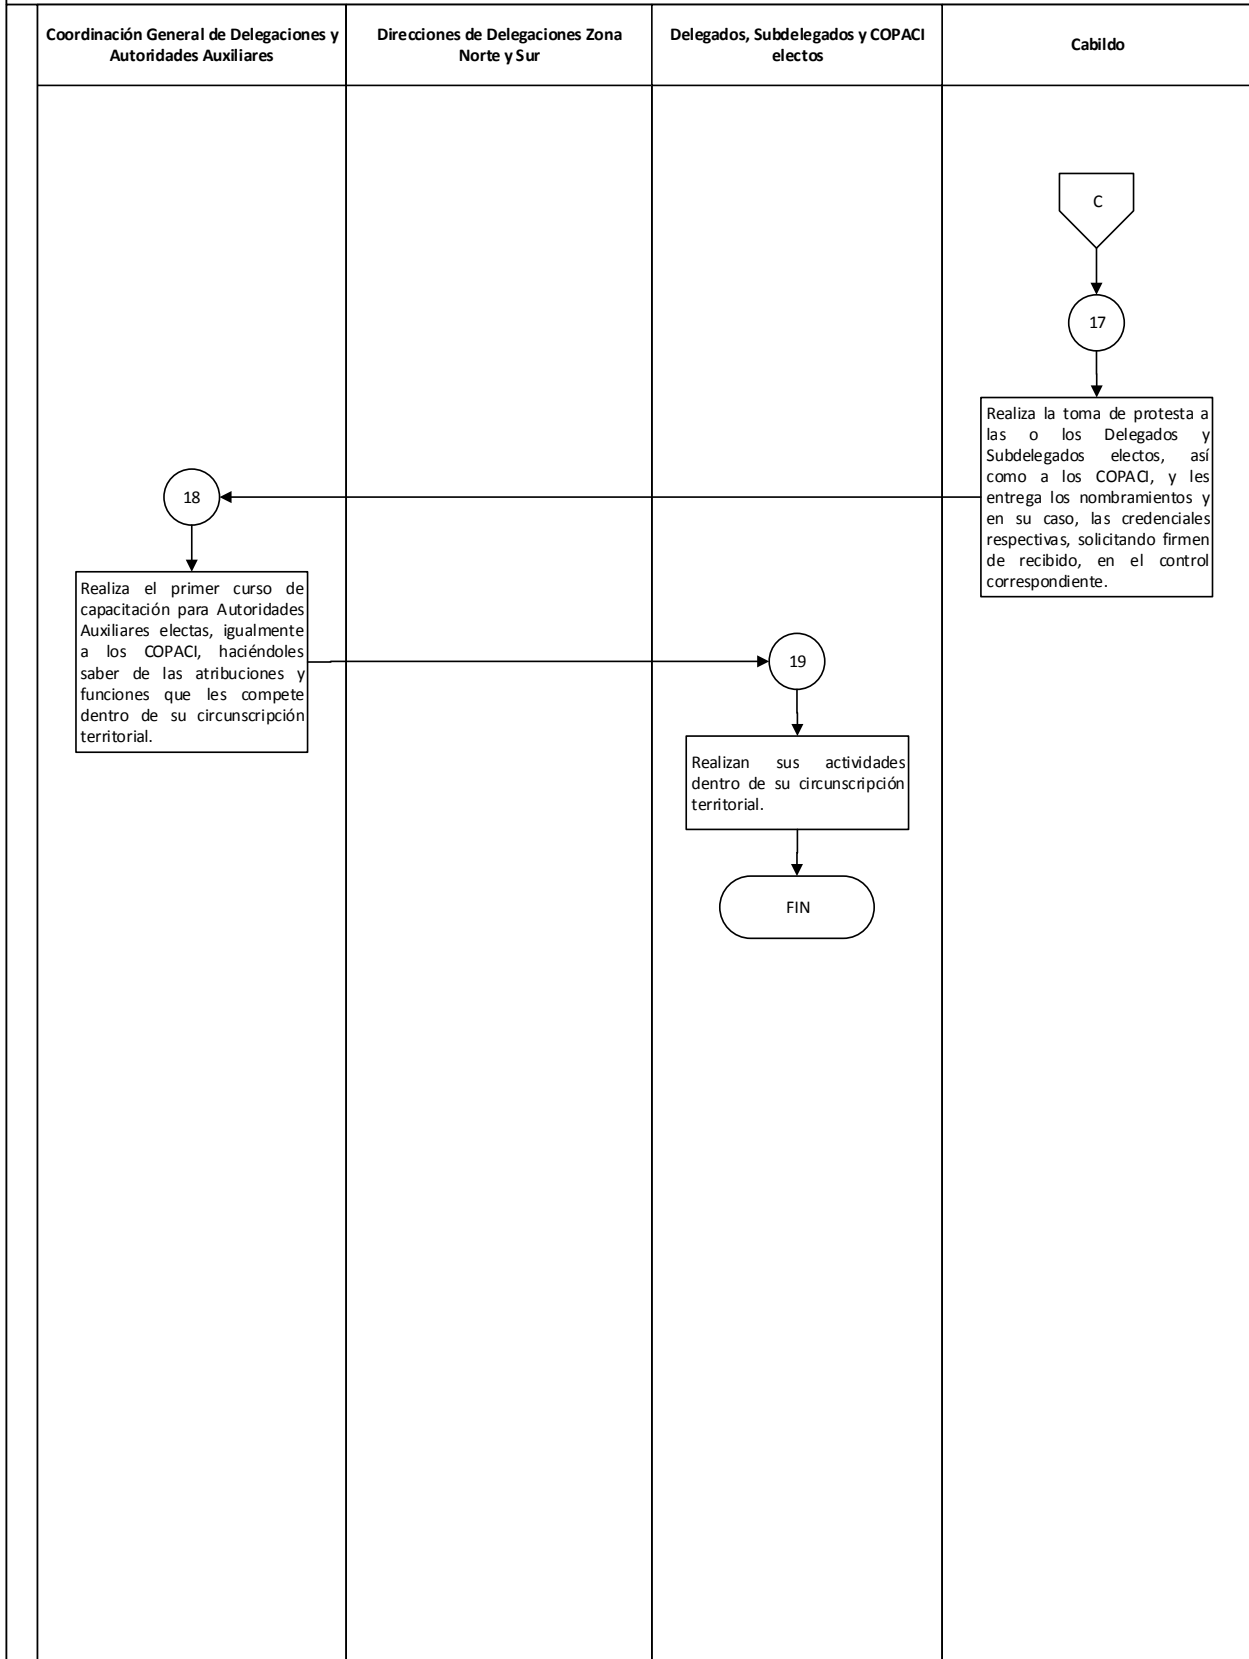 Coordinación General de Delegaciones y
Autoridades Auxiliares
Direcciones de Delegaciones Zona
Norte y Sur
Delegados, Subdelegados y COPACI
electos
Cabildo
C
17
Realiza la toma de protesta a
las o los Delegados y
Subdelegados electos, así
como a los COPACI, y les
entrega los nombramientos y
en su caso, las credenciales
respectivas, solicitando firmen
de recibido, en el control
correspondiente.
18
Realiza el primer curso de
capacitación para Autoridades
Auxiliares electas, igualmente
a los COPACI, haciéndoles
saber de las atribuciones y
funciones que les compete
dentro de su circunscripción
territorial.
19
Realizan sus actividades
dentro de su circunscripción
territorial.
FIN